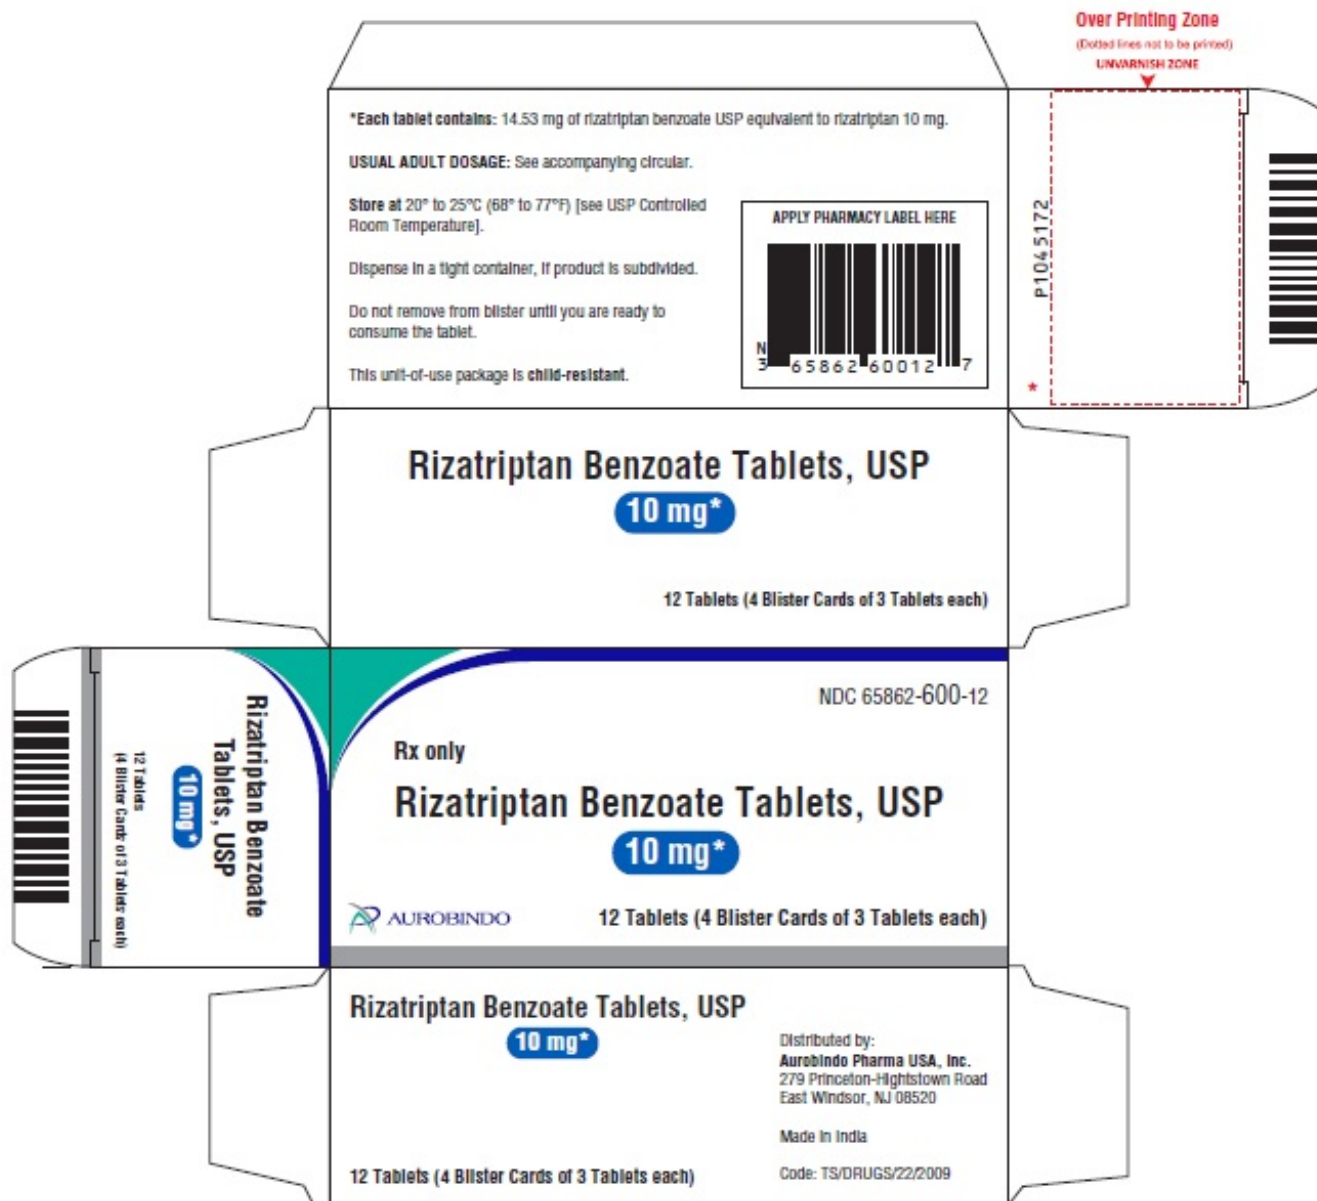 Over Printing Zone
(Dotted lines not to be printed)
UNVARNISH ZONE
*Each tablet contains: 14.53 mg of rizatriptan benzoate USP equivalent to rizatriptan 10 mg.
USUAL ADULT DOSAGE: See accompanying circular.
Store at 20° to 25°C (68° to 77°F) [see USP Controlled
Room Temperature].
Dispense in a tight container, if product is subdivided.
Do not remove from blister until you are ready to
consume the tablet.
This unit-of-use package is child-resistant.
APPLY PHARMACY LABEL HERE
N
3 65862 60012 7
P1045172
*
Rizatriptan Benzoate Tablets, USP
10 mg*
12 Tablets (4 Blister Cards of 3 Tablets each)
Rizatriptan Benzoate
Tablets, USP
10 mg*
12 Tablets
(4 Blister Cards of 3 Tablets each)
NDC 65862-600-12
Rx only
Rizatriptan Benzoate Tablets, USP
10 mg*
AUROBINDO
12 Tablets (4 Blister Cards of 3 Tablets each)
Rizatriptan Benzoate Tablets, USP
10 mg*
12 Tablets (4 Blister Cards of 3 Tablets each)
Distributed by:
Aurobindo Pharma USA, Inc.
279 Princeton-Hightstown Road
East Windsor, NJ 08520
Made in India
Code: TS/DRUGS/22/2009